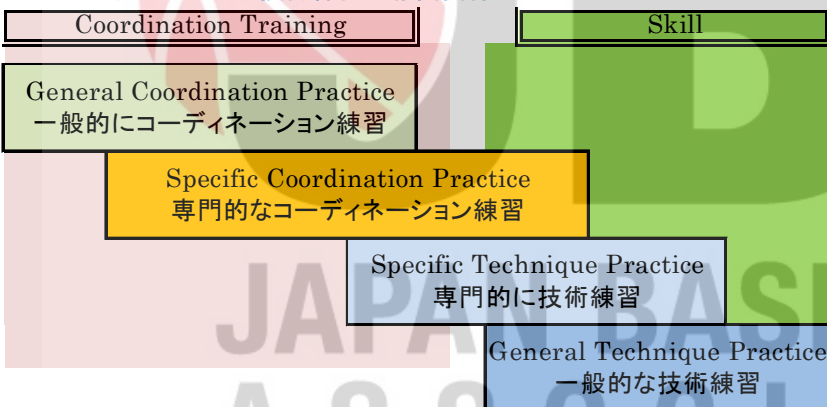 Coordination Training
Skill
General Coordination Practice
一般的にコーディネーション練習
Specific Coordination Practice
専門的なコーディネーション練習
Specific Technique Practice
専門的に技術練習
General Technique Practice
一般的な技術練習
JAPAN BAS